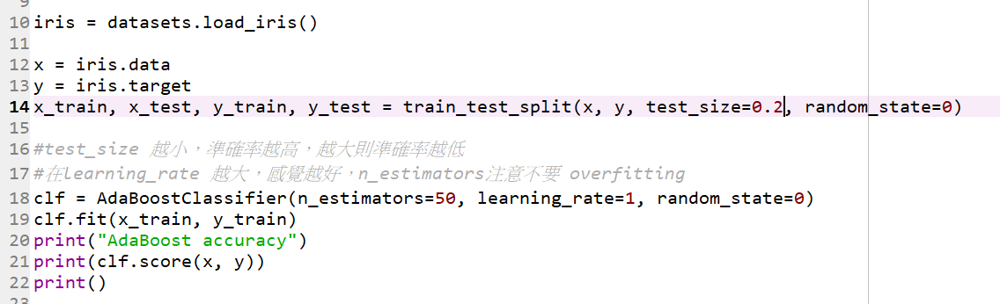 10 iris = datasets.load_iris()
11
12 x = iris.data
13 y = iris.target
14 x_train, x_test, y_train, y_test = train_test_split(x, y, test_size=0.2, random_state=0)
15
16 #test_size 越小，準確率越高，越大則準確率越低
17 #在learning_rate 越大，感覺越好，n_estimators注意不要 overfitting
18 clf = AdaBoostClassifier(n_estimators=50, learning_rate=1, random_state=0)
19 clf.fit(x_train, y_train)
20 print("AdaBoost accuracy")
21 print(clf.score(x, y))
22 print()